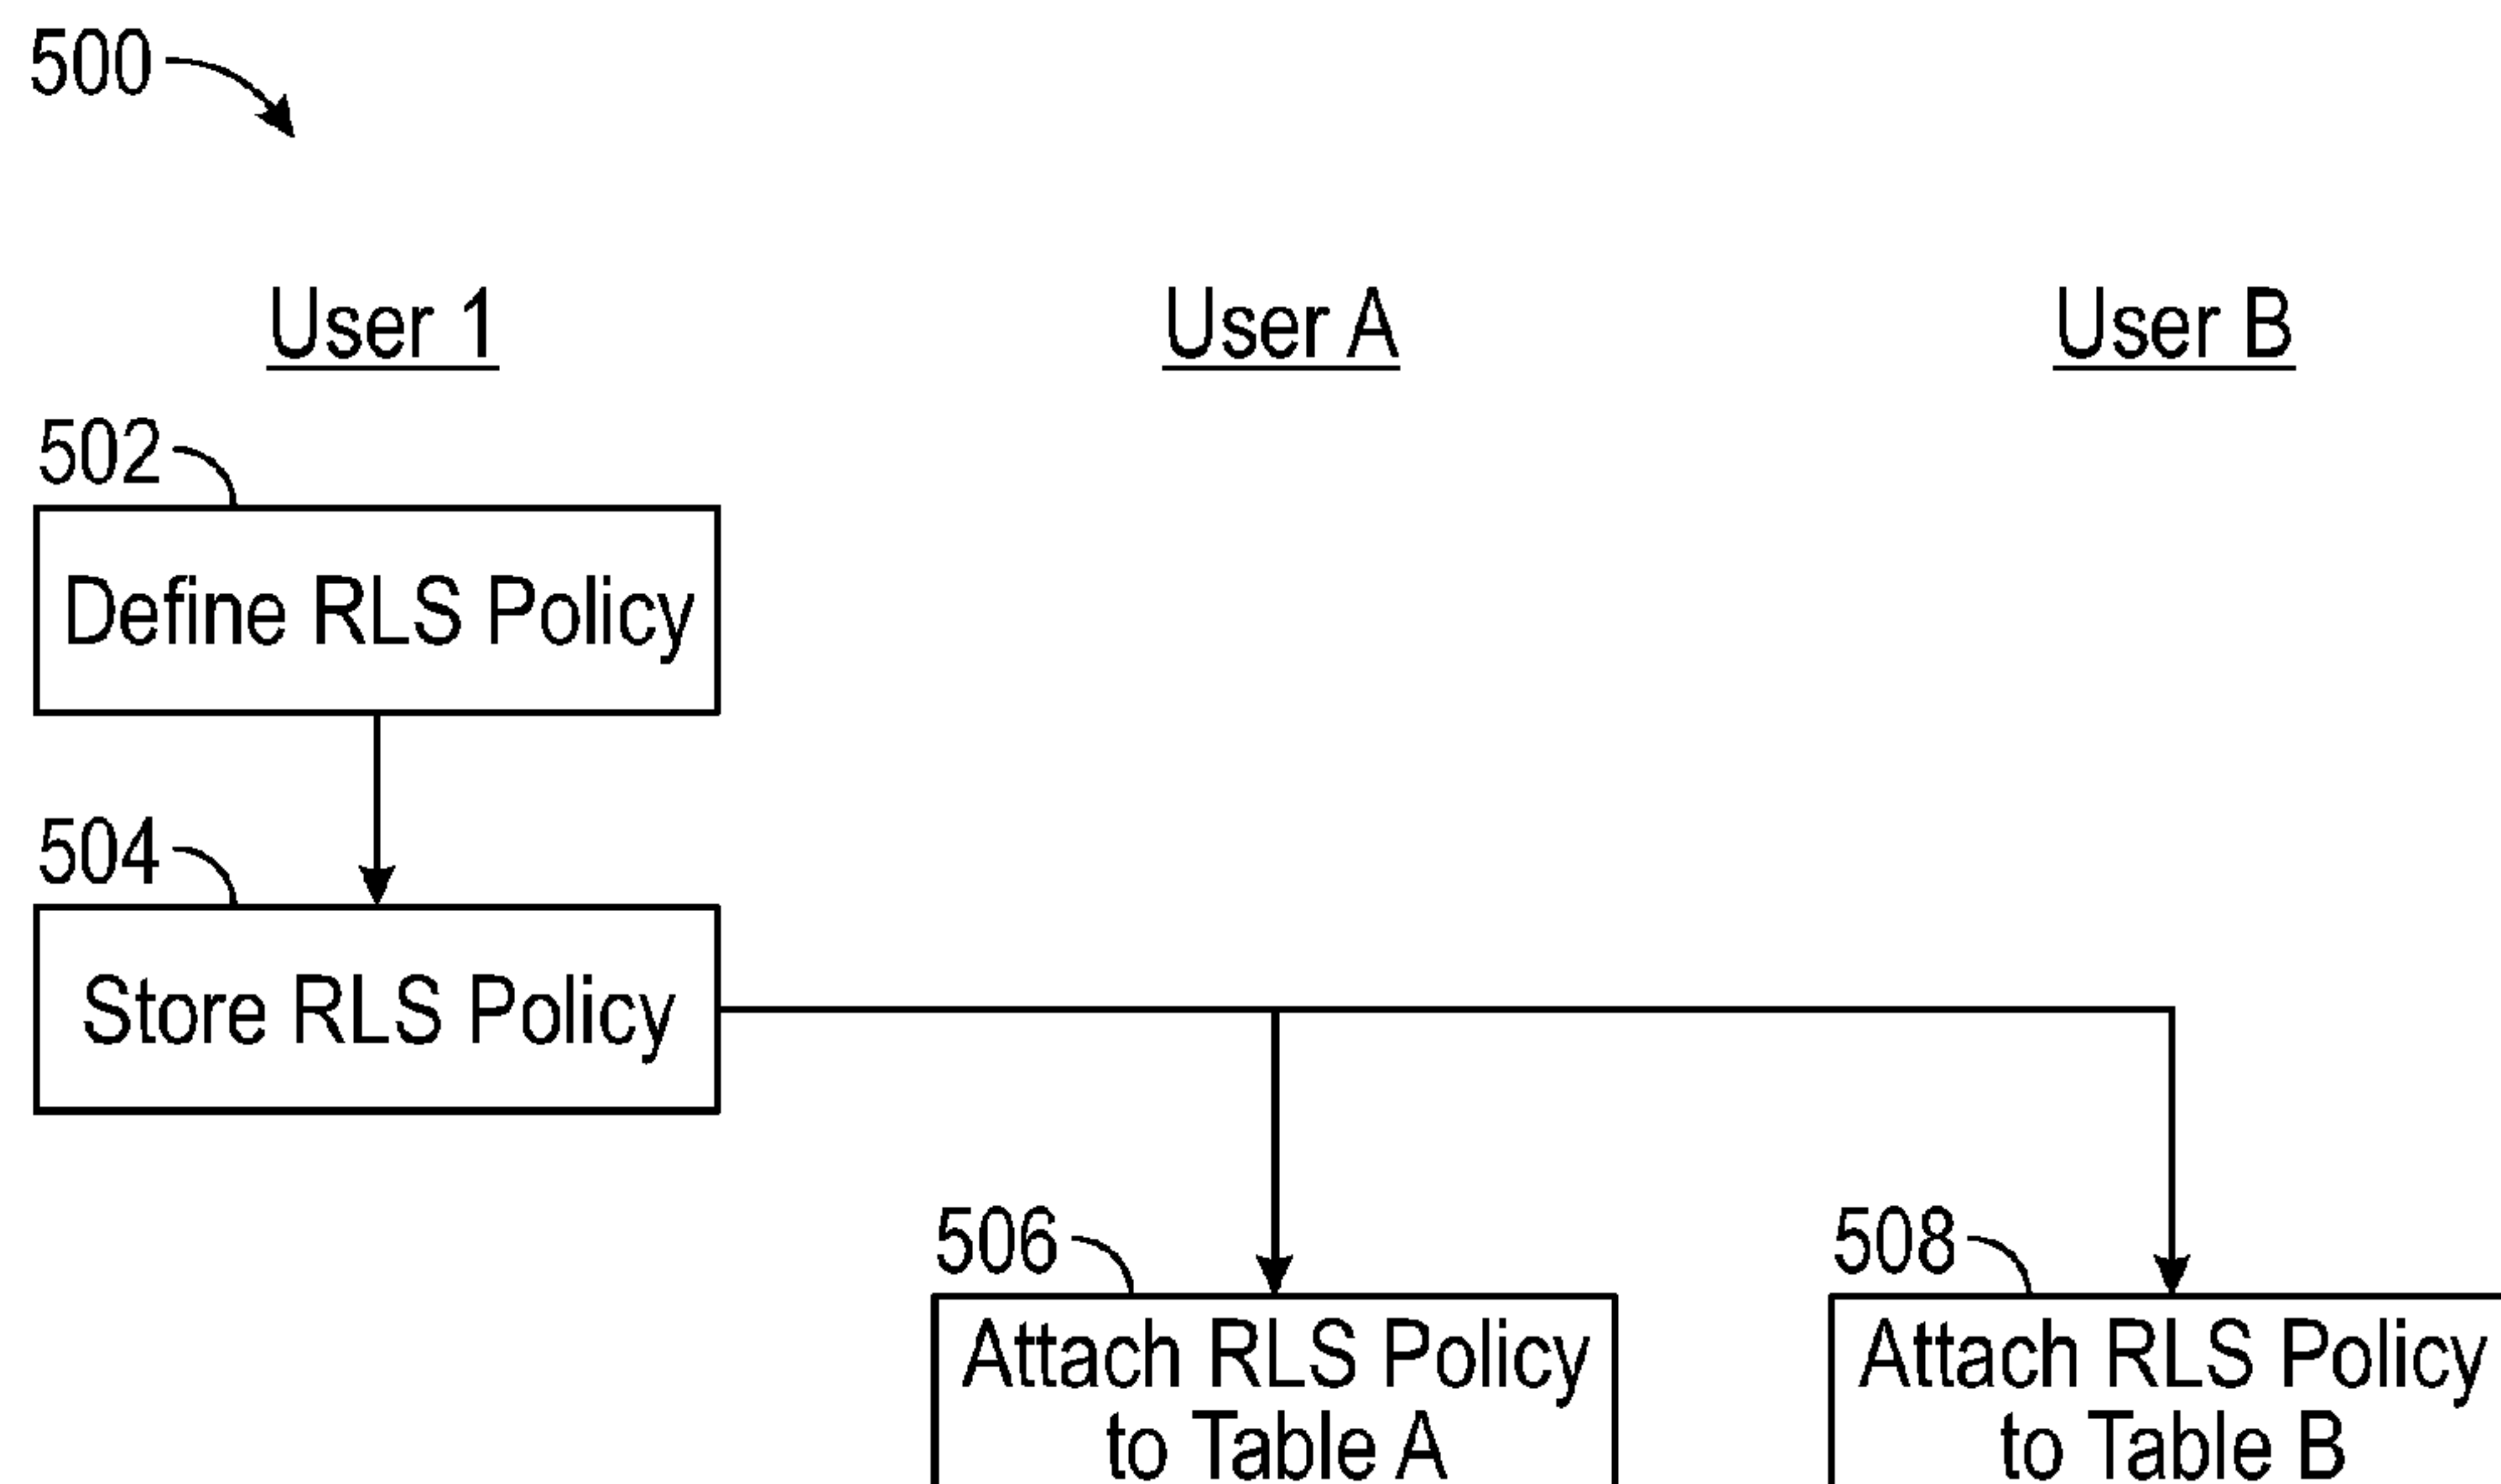 500
User 1
User A
User B
502
Define RLS Policy
504
Store RLS Policy
506
508
Attach RLS Policy
to Table A
Attach RLS Policy
to Table B